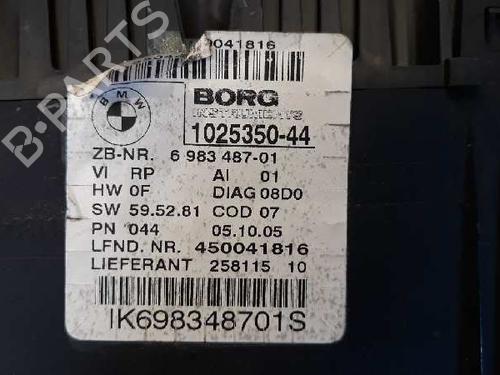 0041816
BMW
BORG
INSTRUMENTS
1025350-44
ZB-NR. 6 983 487-01
VI RP AI 01
HW 0F DIAG 08D0
SW 59.52.81 COD 07
PN 044 05.10.05
LFND. NR. 450041816
LIEFERANT 258115 10
IK698348701S
B-PARTS